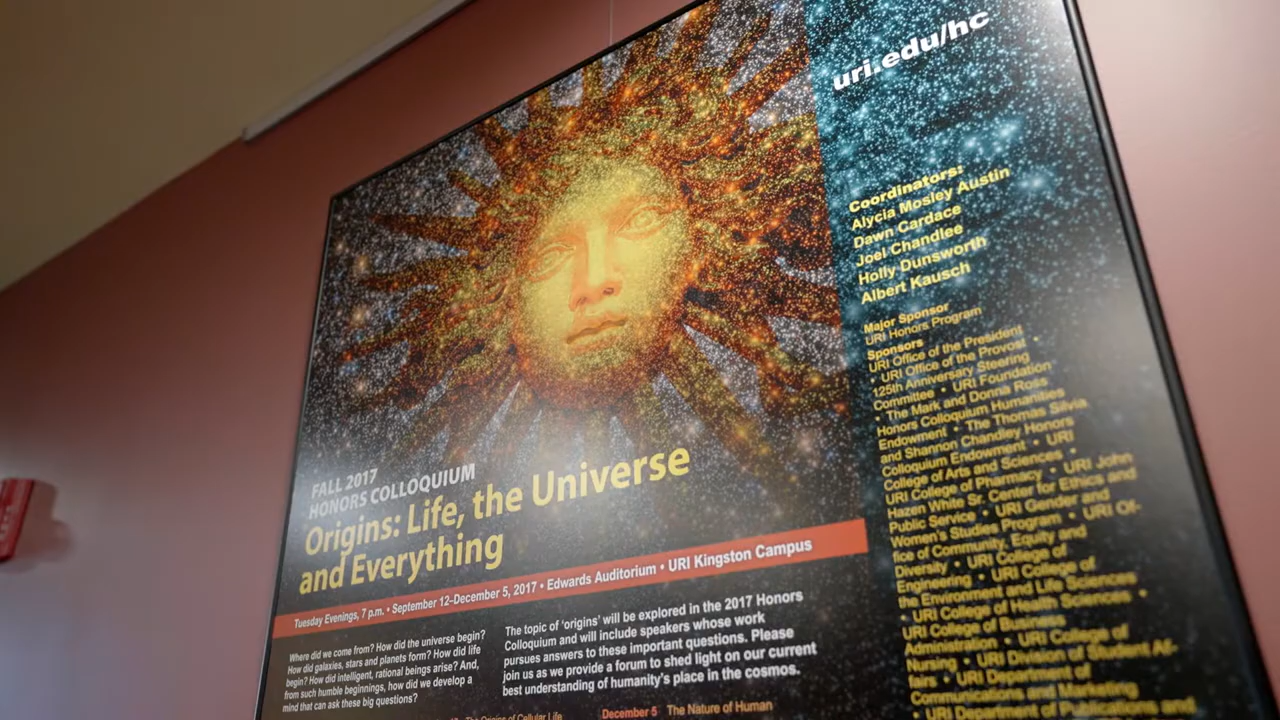 uri.edu/hc
Coordinators:
Alycia Mosley Austin
Dawn Cardace
Joel Chandlee
Holly Dunsworth
Albert Kausch
Major Sponsor
URI Honors Program
Sponsors
URI Office of the President
• URI Office of the Provost •
125th Anniversary Steering
Committee • URI Foundation
• The Mark and Donna Ross
Honors Colloquium Humanities
Endowment • The Thomas Silvia
and Shannon Chandley Honors
Colloquium Endowment • URI
College of Arts and Sciences •
URI College of Pharmacy • URI John
Hazen White Sr. Center for Ethics and
Public Service • URI Gender and
Women's Studies Program • URI Of-
fice of Community, Equity and
Diversity • URI College of
Engineering • URI College of
the Environment and Life Sciences
• URI College of Health Sciences •
URI College of Business
Administration • URI College of
Nursing • URI Division of Student Af-
fairs • URI Department of
Communications and Marketing
• URI Department of Publications and
FALL 2017
HONORS COLLOQUIUM
Origins: Life, the Universe
and Everything
Tuesday Evenings, 7 p.m. • September 12–December 5, 2017 • Edwards Auditorium • URI Kingston Campus
Where did we come from? How did the universe begin?
How did galaxies, stars and planets form? How did life
begin? How did intelligent, rational beings arise? And,
from such humble beginnings, how did we develop a
mind that can ask these big questions?
The topic of 'origins' will be explored in the 2017 Honors
Colloquium and will include speakers whose work
pursues answers to these important questions. Please
join us as we provide a forum to shed light on our current
best understanding of humanity's place in the cosmos.
The Origins of Cellular Life
December 5 The Nature of Human